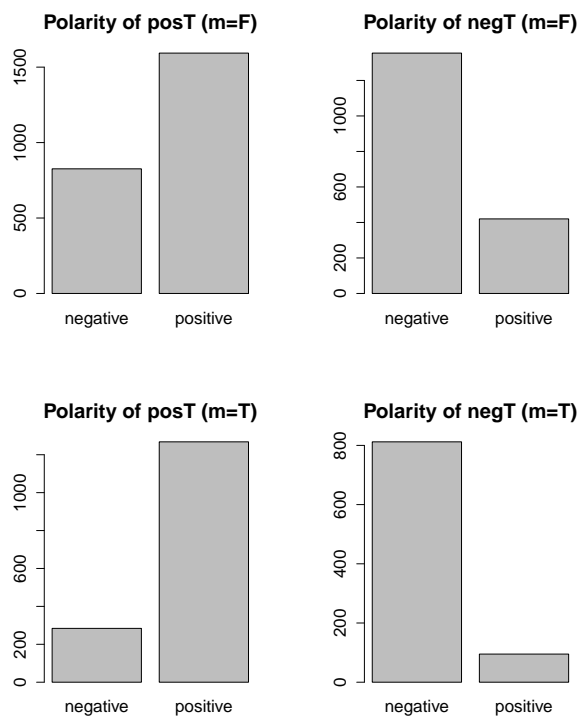 Polarity of posT (m=F)
1500
1000
500
0
negative positive
Polarity of negT (m=F)
1000
600
200
0
negative positive
Polarity of posT (m=T)
1000
600
200
0
negative positive
Polarity of negT (m=T)
800
600
400
200
0
negative positive